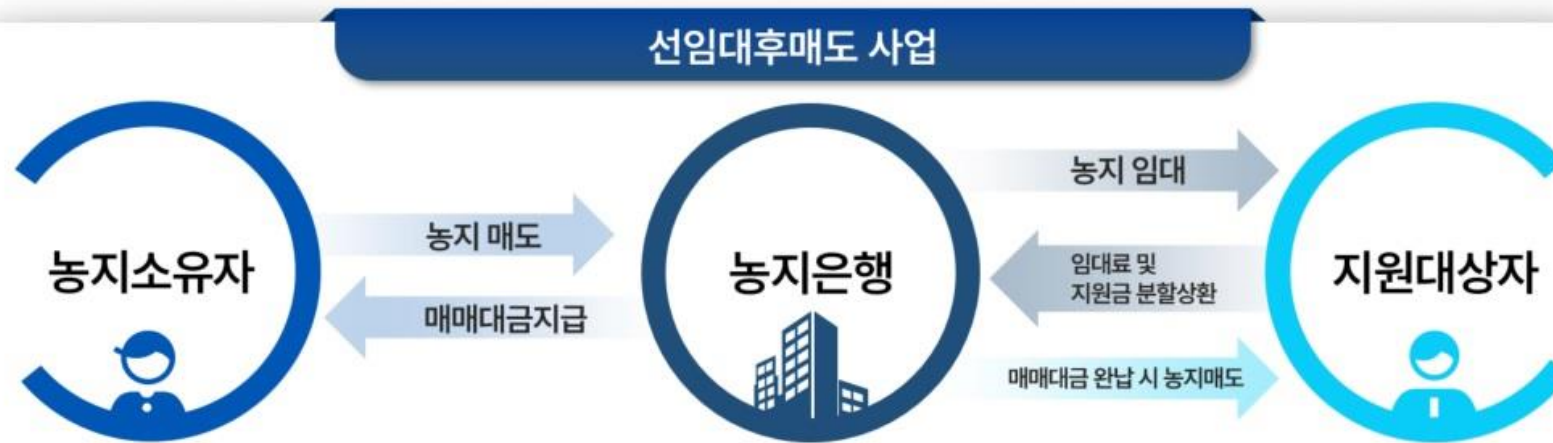 선임대후매도 사업
농지소유자
농지 매도
매매대금지급
농지은행
농지 임대
임대료 및
지원금 분할상환
매매대금 완납 시 농지매도
지원대상자